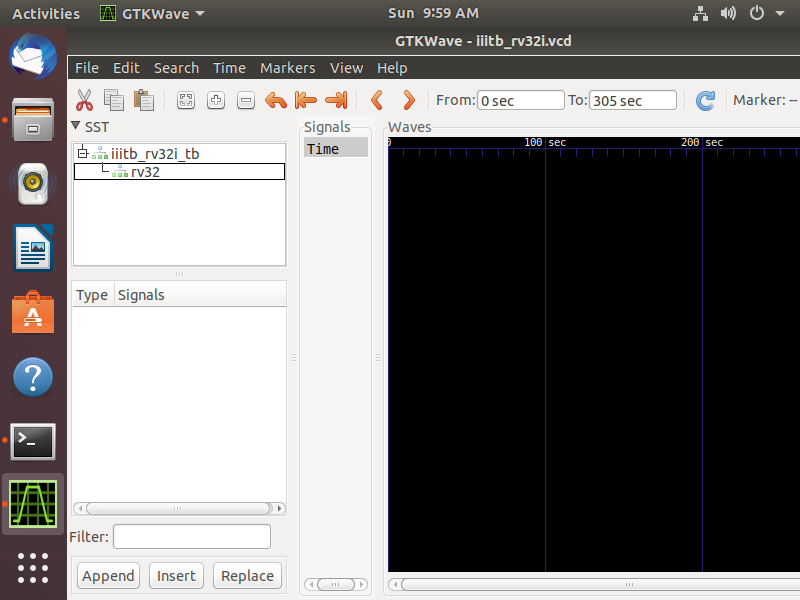 Activities GTKWave Sun 9:59 AM
GTKWave - iiitb_rv32i.vcd
File Edit Search Time Markers View Help
From: 0 sec To: 305 sec Marker: --
SST
Signals
Waves
iiitb_rv32i_tb
rv32
Time
0 100 sec 200 sec
Type Signals
Filter:
Append Insert Replace